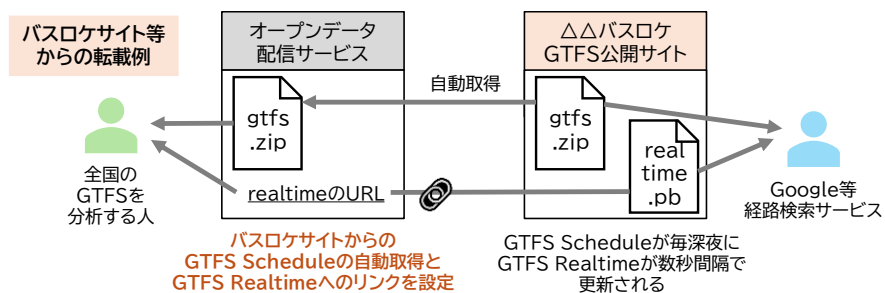 バスロケサイト等
からの転載例
オープンデータ
配信サービス
△△バスロケ
GTFS公開サイト
自動取得
gtfs
.zip
gtfs
.zip
real
time
.pb
全国の
GTFSを
分析する人
realtimeのURL
Google等
経路検索サービス
バスロケサイトからの
GTFS Scheduleの自動取得と
GTFS Realtimeへのリンクを設定
GTFS Scheduleが毎深夜に
GTFS Realtimeが数秒間隔で
更新される